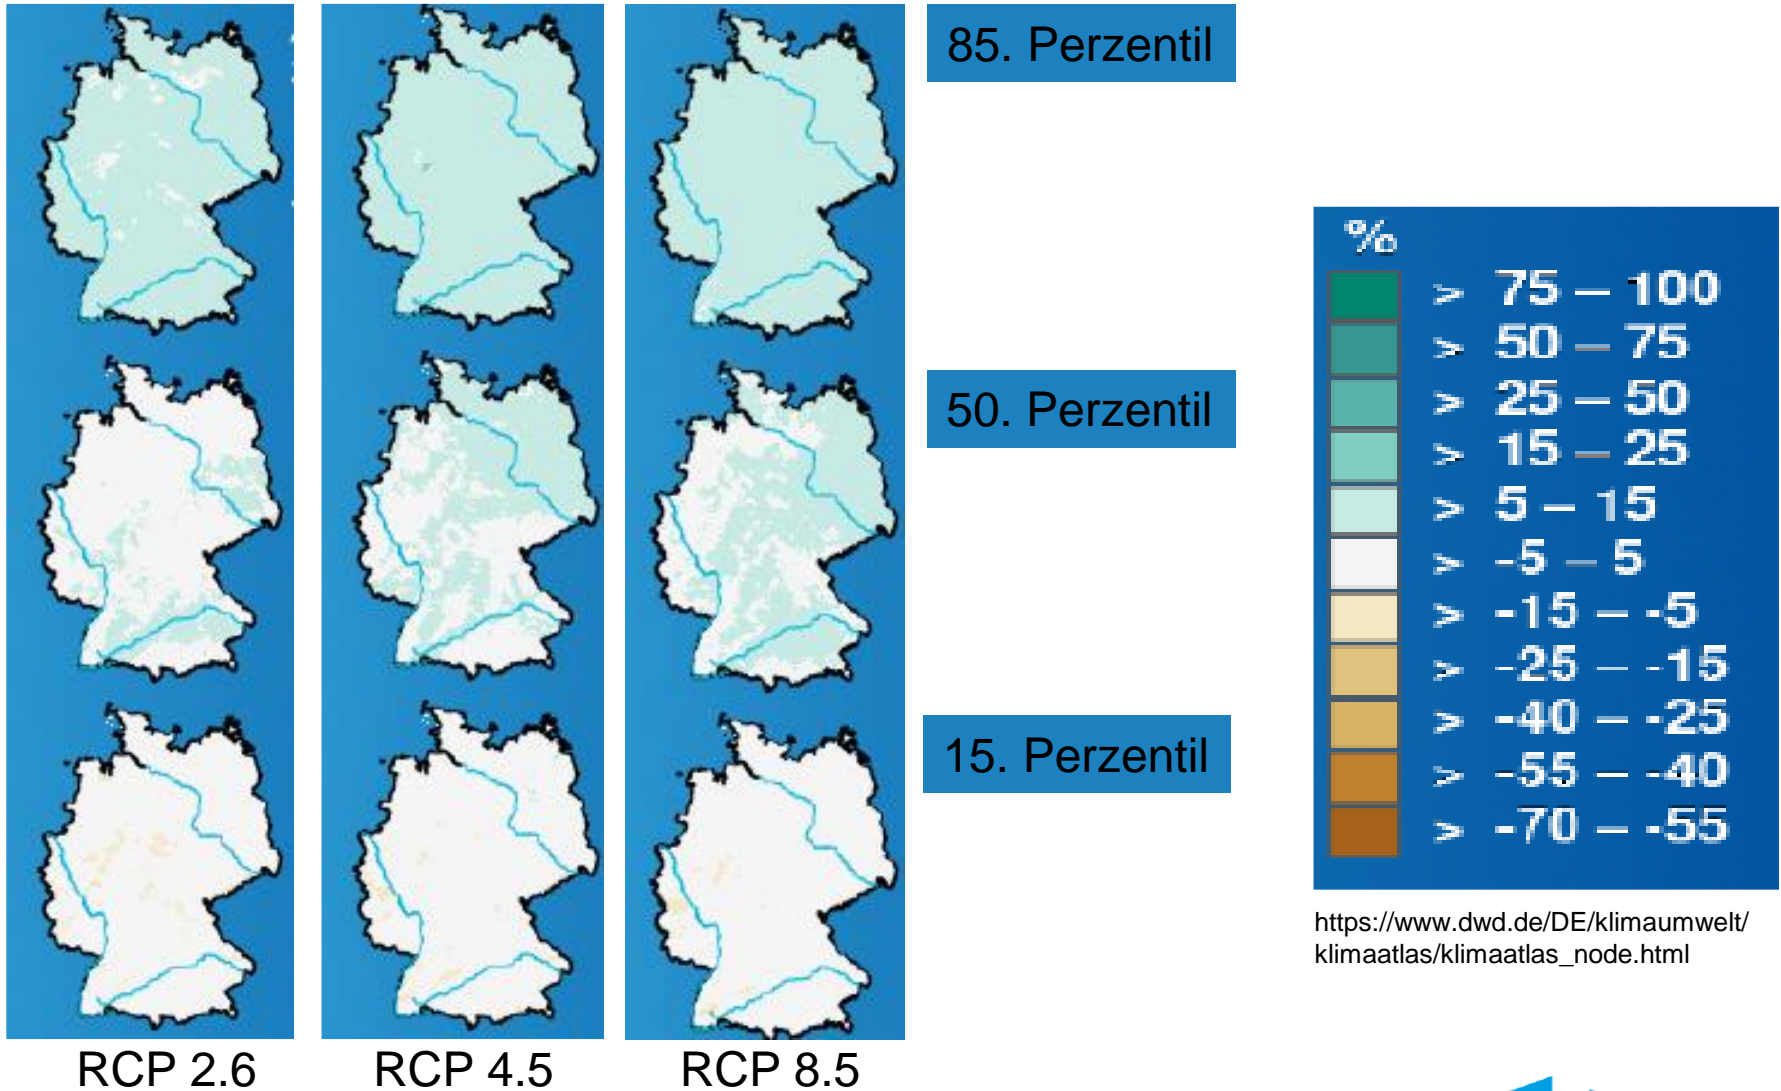 85. Perzentil
50. Perzentil
15. Perzentil
RCP 2.6
RCP 4.5
RCP 8.5
%
> 75 – 100
> 50 – 75
> 25 – 50
> 15 – 25
> 5 – 15
> -5 – 5
> -15 – -5
> -25 – -15
> -40 – -25
> -55 – -40
> -70 – -55
https://www.dwd.de/DE/klimaumwelt/
klimaatlas/klimaatlas_node.html